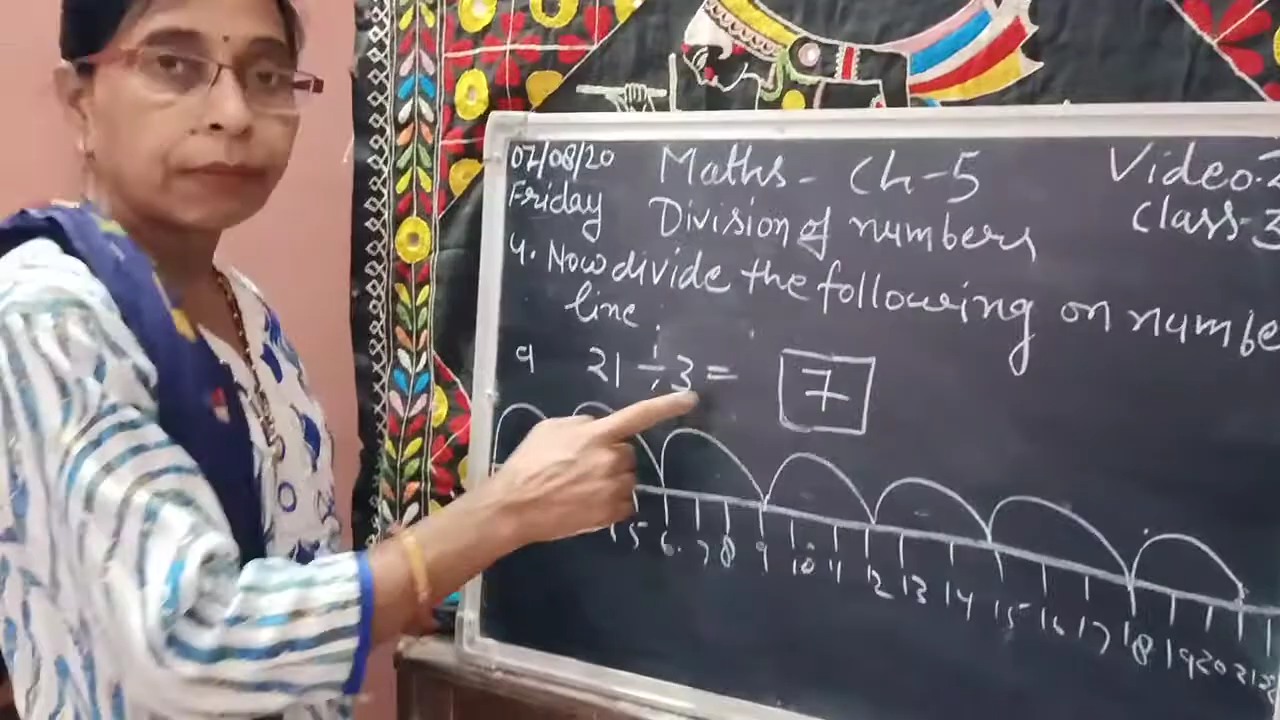 07/08/20 Maths - Ch-5 Video-2
Friday Division of numbers Class-3
4. Now divide the following on numbe
line
a 21 ÷ 3 = 7
5 6 7 8 9 10 11 12 13 14 15 16 17 18 19 20 21 22